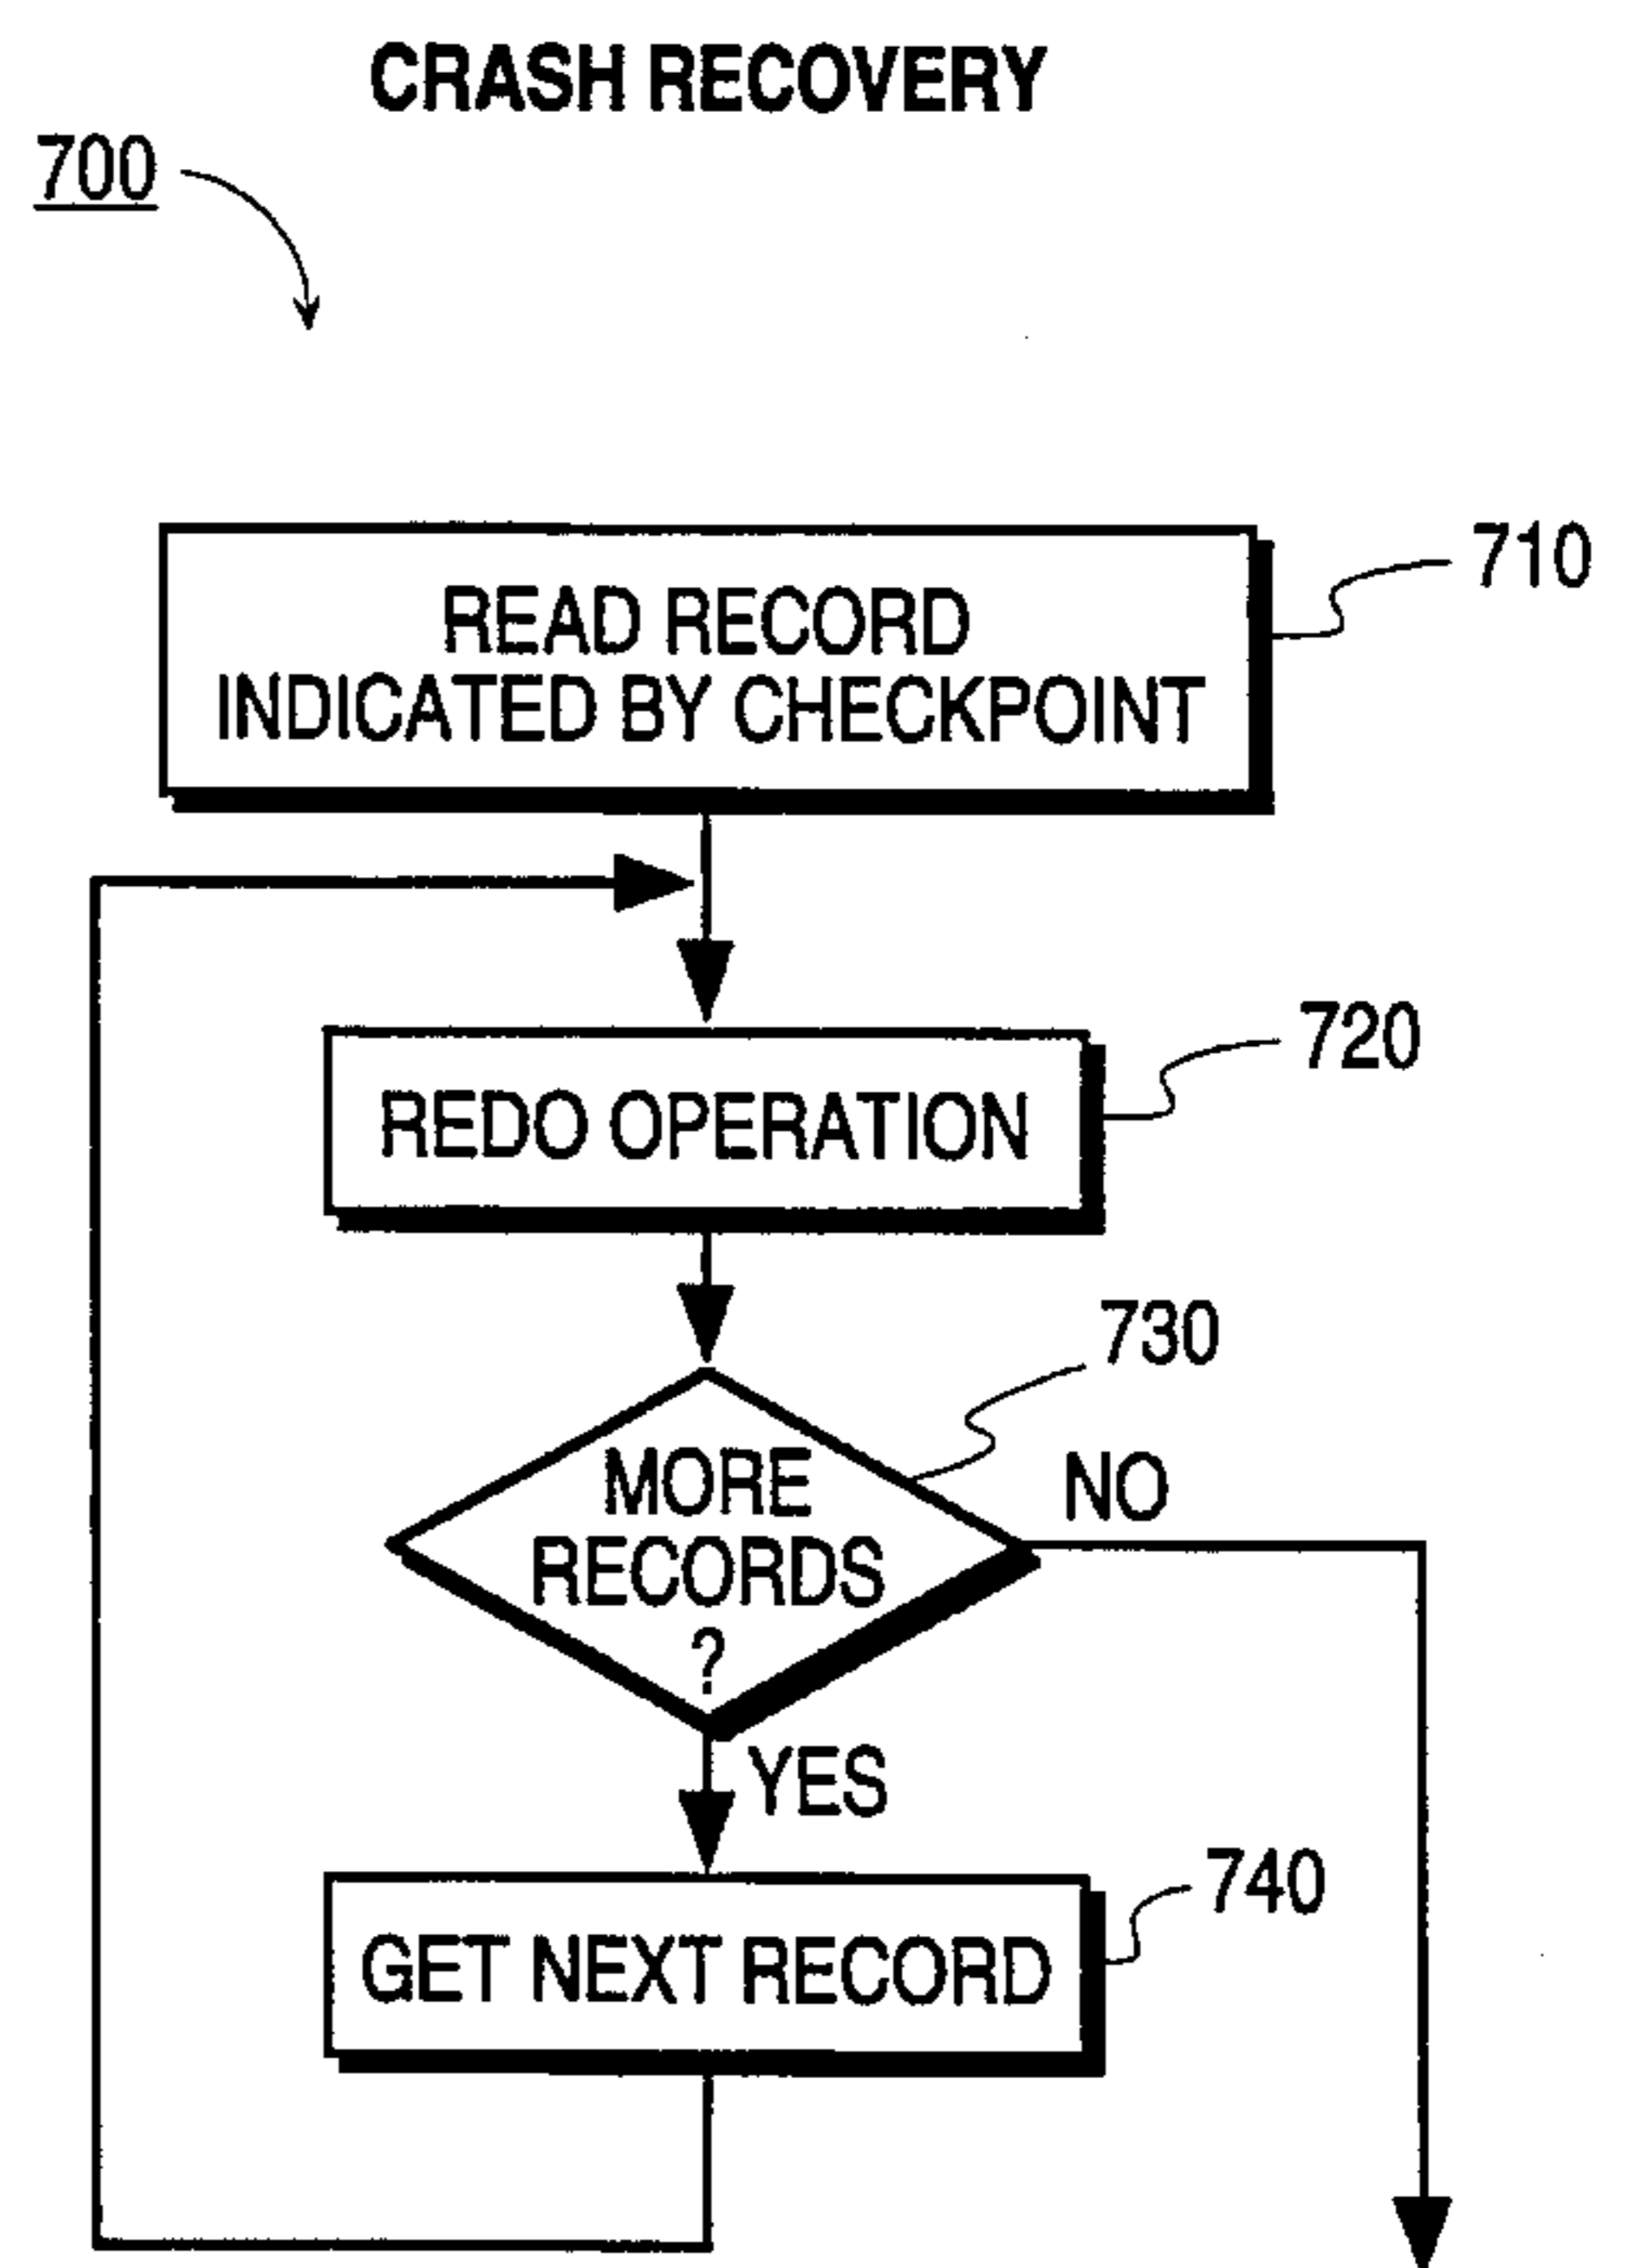 CRASH RECOVERY
700
READ RECORD
INDICATED BY CHECKPOINT
710
REDO OPERATION
720
730
MORE
RECORDS
?
NO
YES
GET NEXT RECORD
740